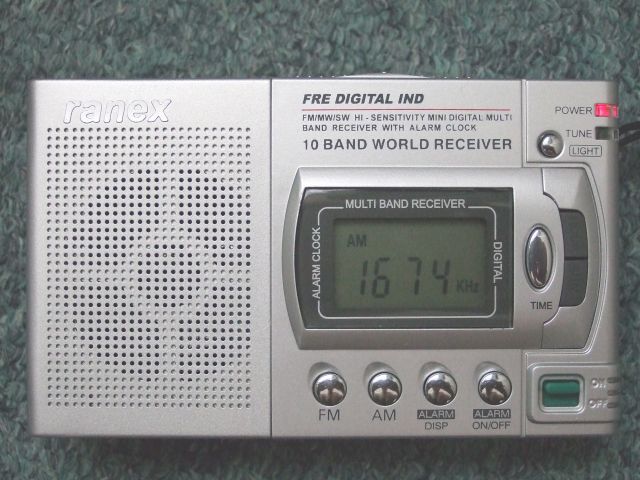 ranex
FRE DIGITAL IND
FM/MW/SW HI - SENSITIVITY MINI DIGITAL MULTI
BAND RECEIVER WITH ALARM CLOCK
10 BAND WORLD RECEIVER
POWER
TUNE
LIGHT
MULTI BAND RECEIVER
ALARM CLOCK
AM
1674 KHz
DIGITAL
TIME
FM
AM
ALARM
DISP
ALARM
ON/OFF
ON
OFF